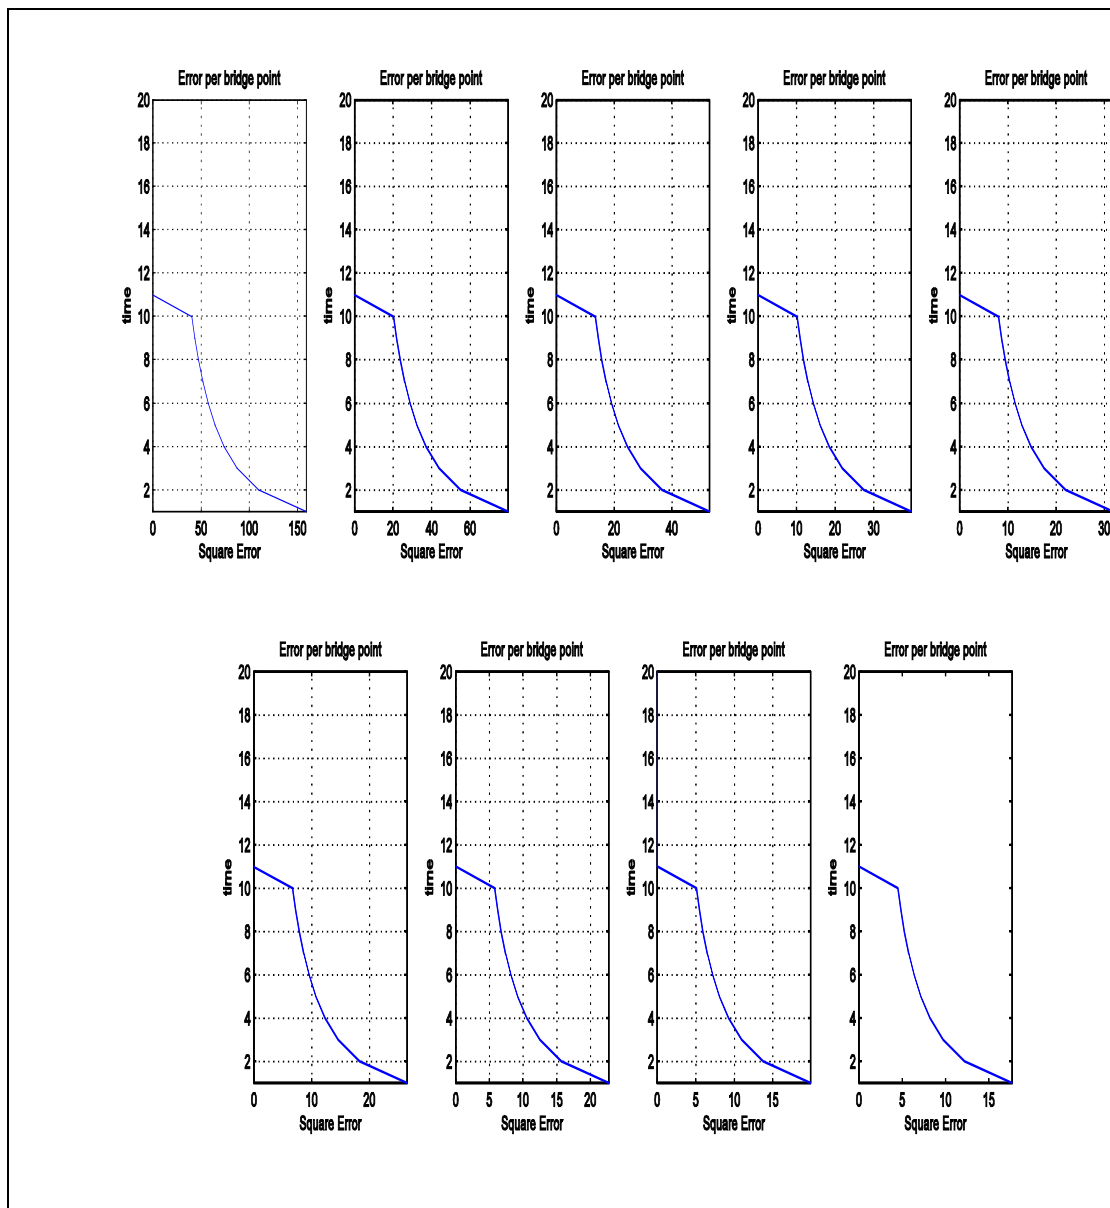 Error per bridge point Error per bridge point Error per bridge point Error per bridge point Error per bridge point
20 20 20 20 20
18 18 18 18 18
16 16 16 16 16
14 14 14 14 14
12 12 12 12 12
time time time time time
10 10 10 10 10
8 8 8 8 8
6 6 6 6 6
4 4 4 4 4
2 2 2 2 2
0 50 100 150 0 20 40 60 0 20 40 0 10 20 30 0 10 20 30
Square Error Square Error Square Error Square Error Square Error
Error per bridge point Error per bridge point Error per bridge point Error per bridge point
20 20 20 20
18 18 18 18
16 16 16 16
14 14 14 14
12 12 12 12
time time time time
10 10 10 10
8 8 8 8
6 6 6 6
4 4 4 4
2 2 2 2
0 10 20 0 5 10 15 20 0 5 10 15 0 5 10 15
Square Error Square Error Square Error Square Error